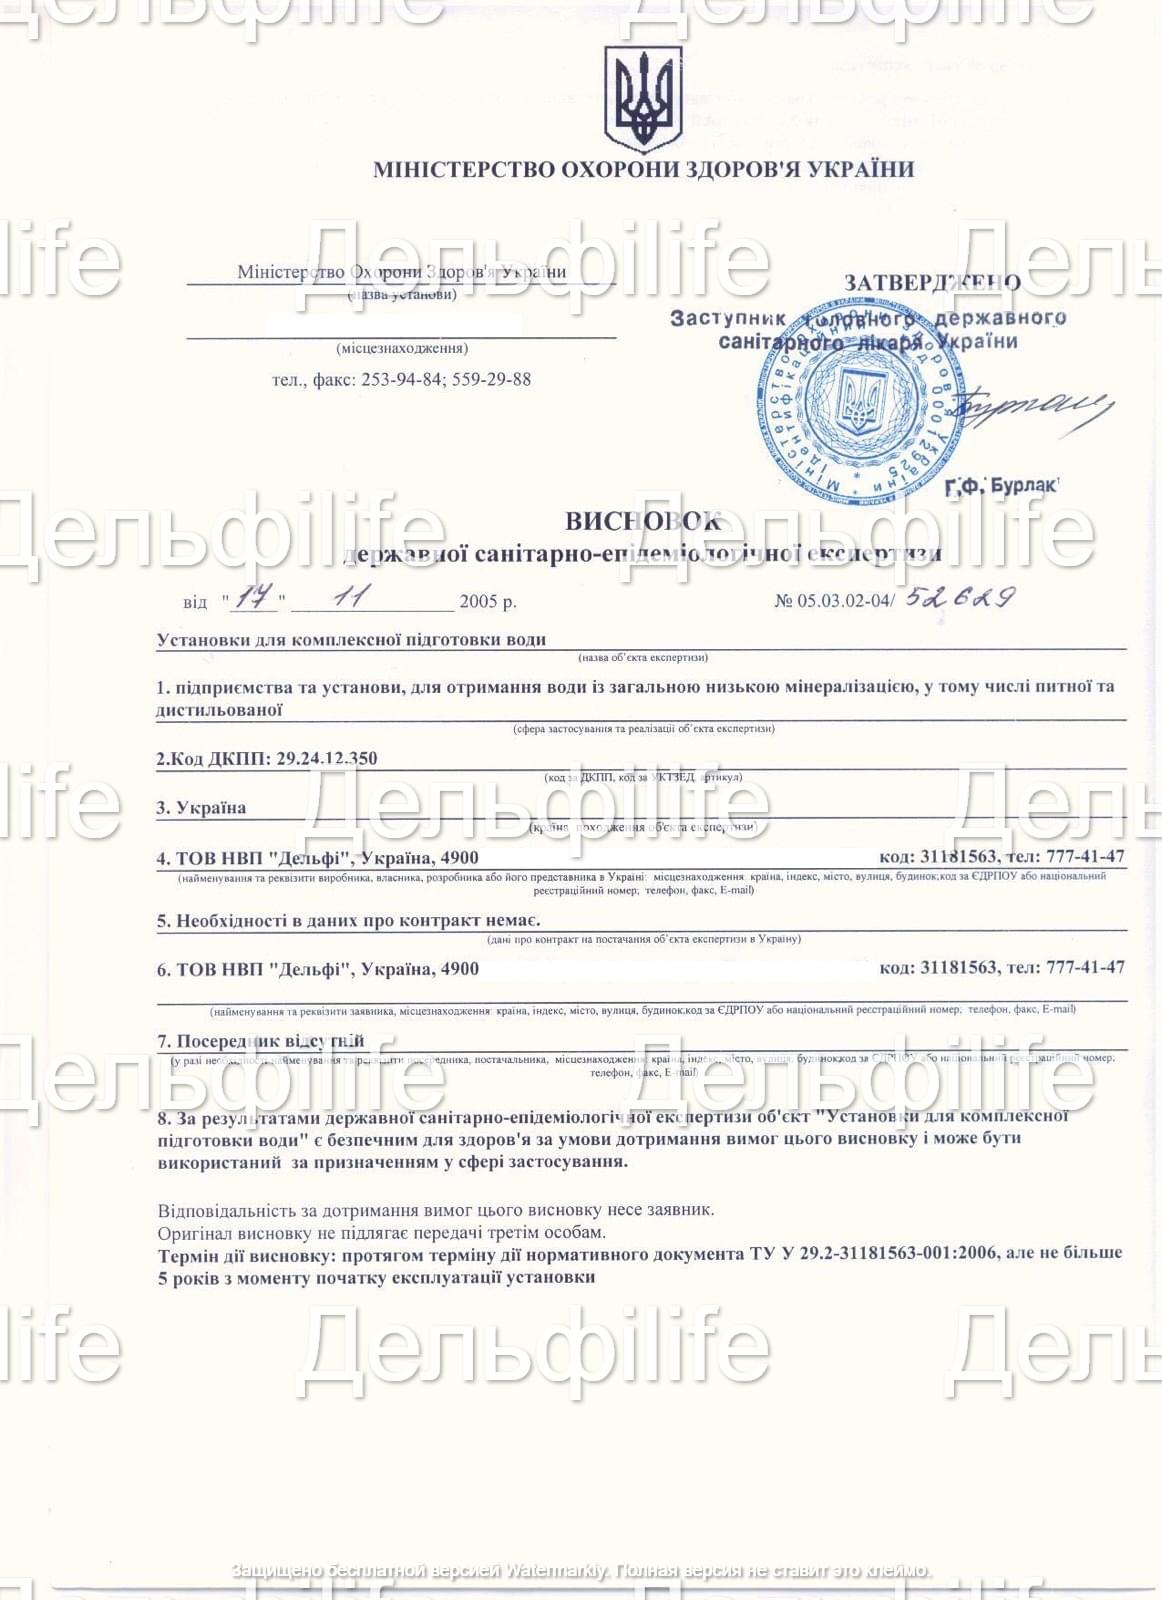 МІНІСТЕРСТВО ОХОРОНИ ЗДОРОВ'Я УКРАЇНИ
Міністерство Охорони Здоров'я України
(назва установи)
(місцезнаходження)
тел., факс: 253-94-84; 559-29-88
ЗАТВЕРДЖЕНО
Заступник головного державного
санітарного лікаря України
Міністерство охорони здоров'я України
Ідентифікаційний код 00012925
Г.Ф. Бурлак
ВИСНОВОК
державної санітарно-епідеміологічної експертизи
від "17" 11 2005 р.
№ 05.03.02-04/ 52629
Установки для комплексної підготовки води
(назва об'єкта експертизи)
1. підприємства та установи, для отримання води із загальною низькою мінералізацією, у тому числі питної та
дистильованої
(сфера застосування та реалізації об'єкта експертизи)
2.Код ДКПП: 29.24.12.350
(код за ДКПП, код за УКТЗЕД, артикул)
3. Україна
(країна походження об'єкта експертизи)
4. ТОВ НВП "Дельфі", Україна, 4900 код: 31181563, тел: 777-41-47
(найменування та реквізити виробника, власника, розробника або його представника в Україні: місцезнаходження: країна, індекс, місто, вулиця, будинок,код за ЄДРПОУ або національний
реєстраційний номер; телефон, факс, E-mail)
5. Необхідності в даних про контракт немає.
(дані про контракт на постачання об'єкта експертизи в Україну)
6. ТОВ НВП "Дельфі", Україна, 4900 код: 31181563, тел: 777-41-47
(найменування та реквізити заявника, місцезнаходження: країна, індекс, місто, вулиця, будинок,код за ЄДРПОУ або національний реєстраційний номер; телефон, факс, E-mail)
7. Посередник відсутній
(у разі необхідності найменування та реквізити посередника, постачальника, місцезнаходження: країна, індекс, місто, вулиця, будинок,код за ЄДРПОУ або національний реєстраційний номер;
телефон, факс, E-mail)
8. За результатами державної санітарно-епідеміологічної експертизи об'єкт "Установки для комплексної
підготовки води" є безпечним для здоров'я за умови дотримання вимог цього висновку і може бути
використаний за призначенням у сфері застосування.
Відповідальність за дотримання вимог цього висновку несе заявник.
Оригінал висновку не підлягає передачі третім особам.
Термін дії висновку: протягом терміну дії нормативного документа ТУ У 29.2-31181563-001:2006, але не більше
5 років з моменту початку експлуатації установки
Дельфilife
Защищено бесплатной версией Watermarkly. Полная версия не ставит это клеймо.